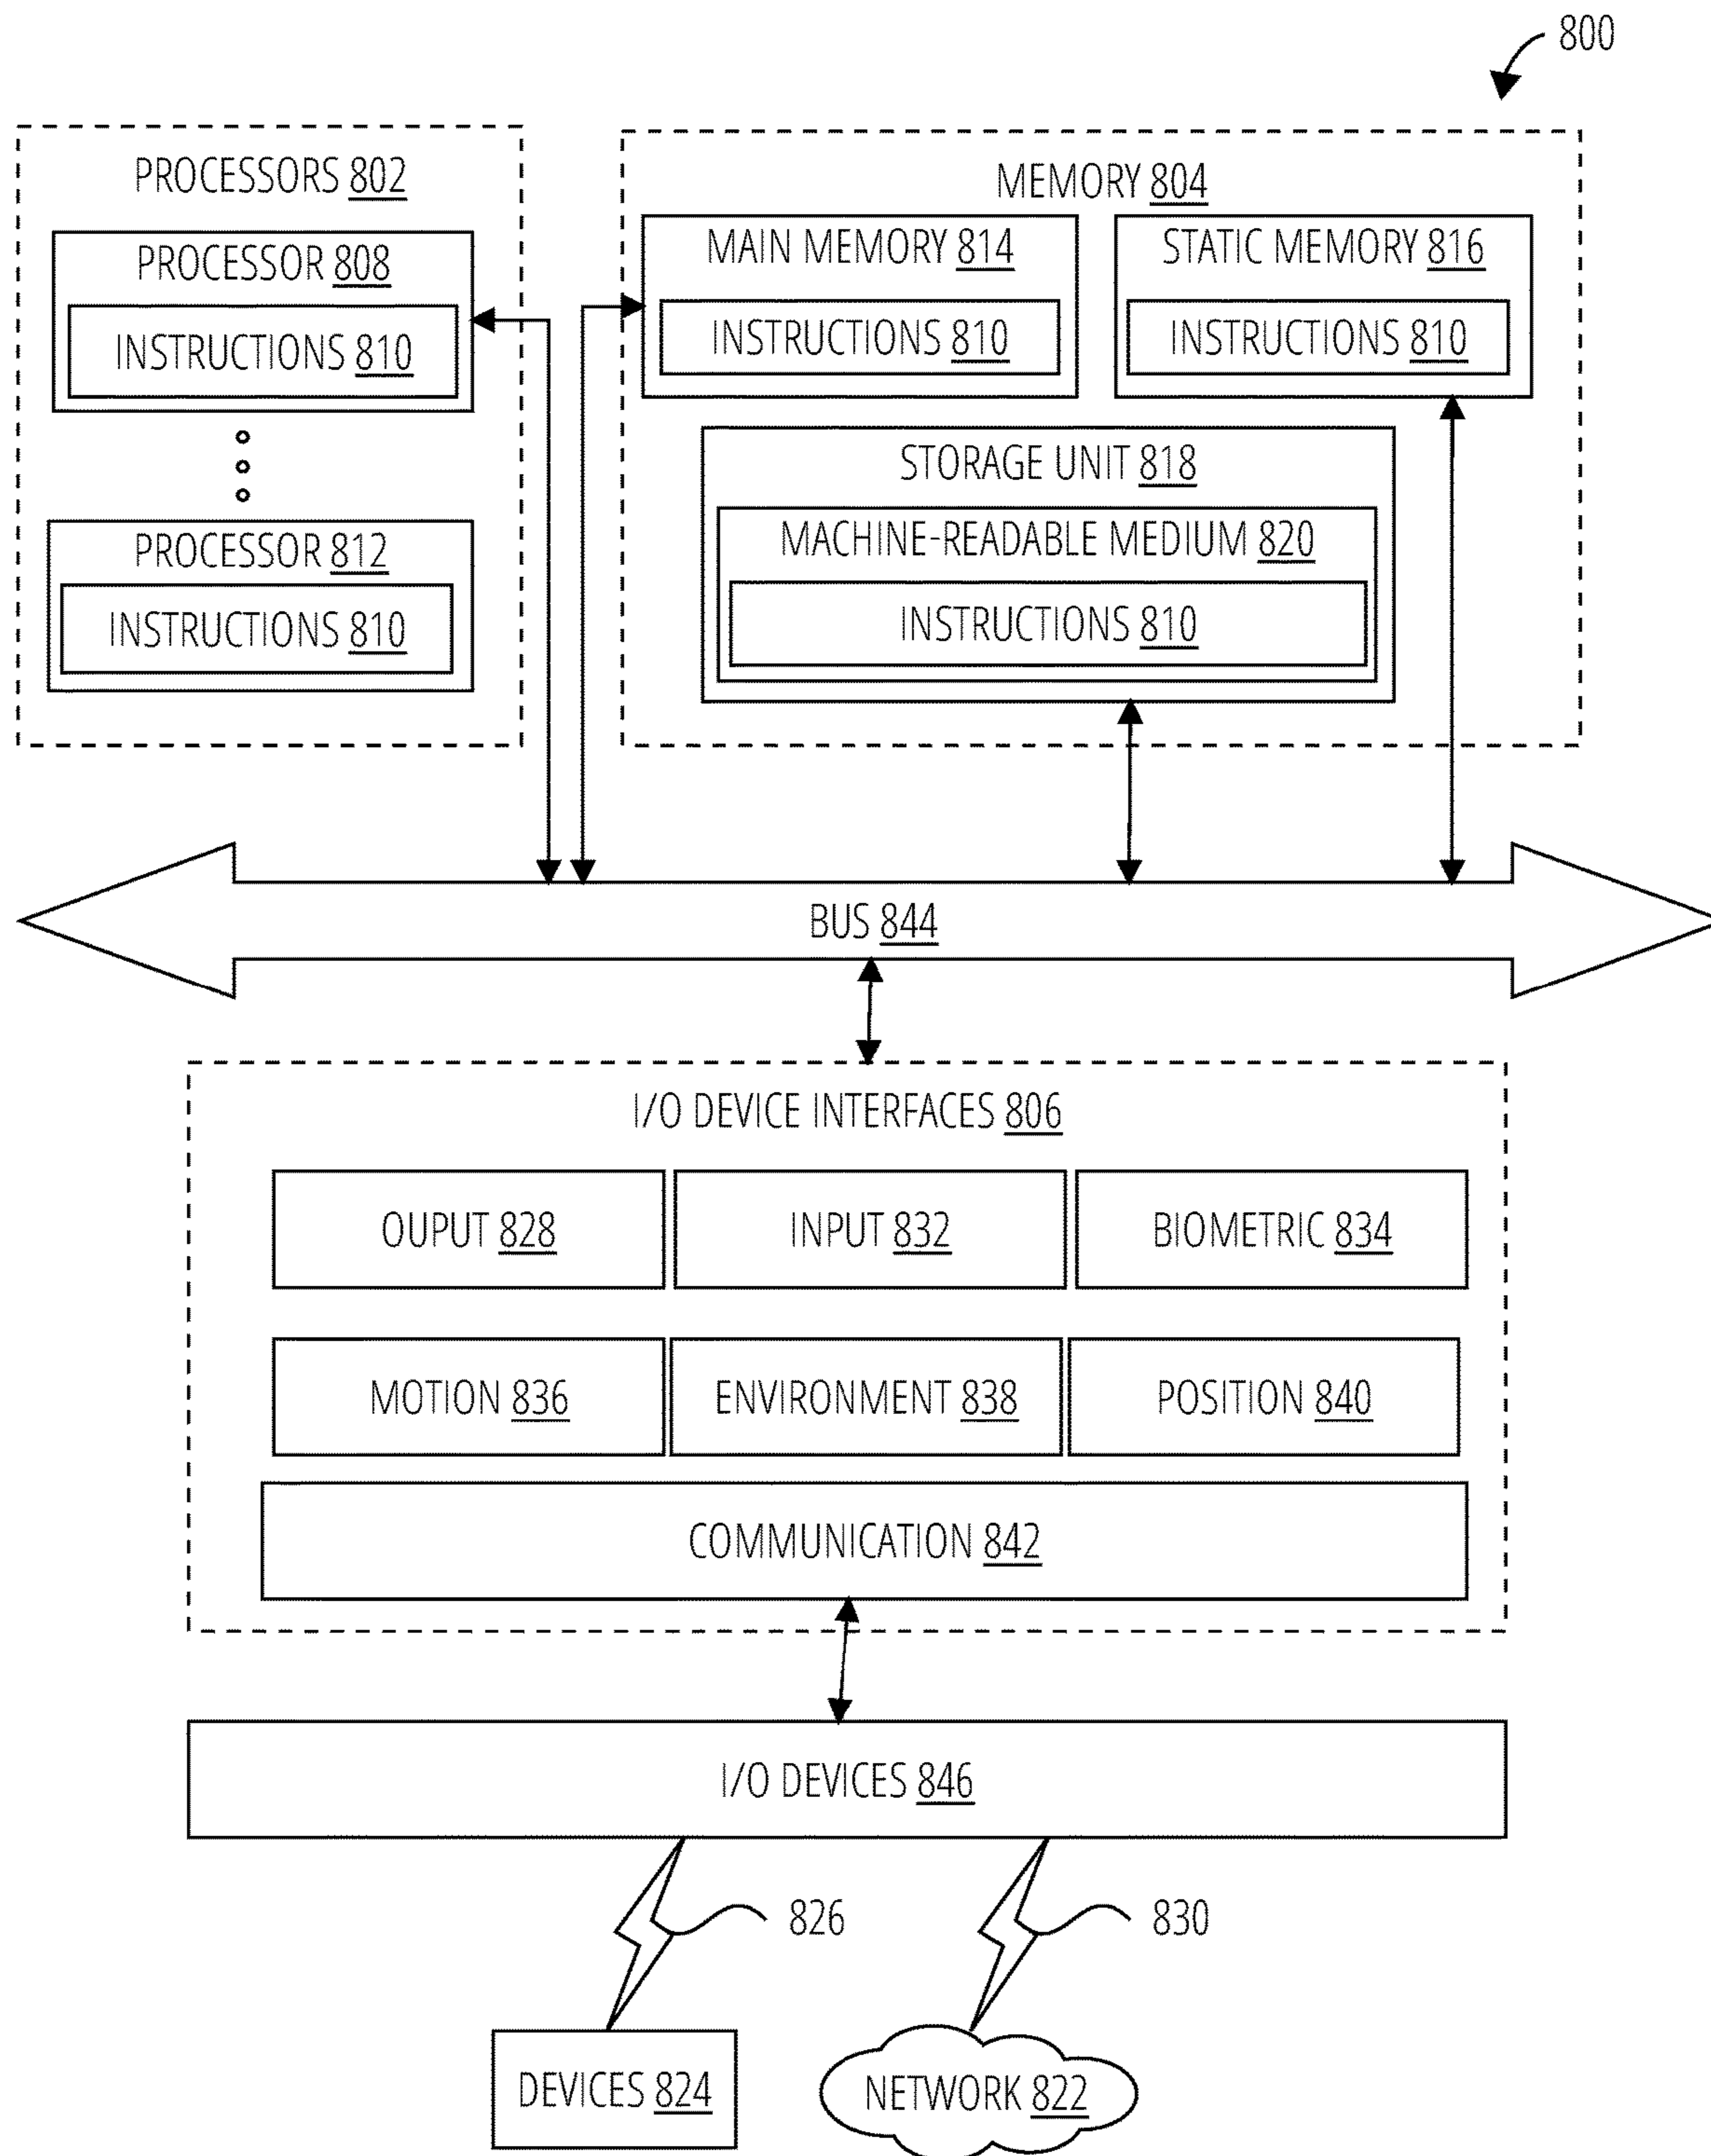 800
PROCESSORS 802
PROCESSOR 808
INSTRUCTIONS 810
PROCESSOR 812
INSTRUCTIONS 810
MEMORY 804
MAIN MEMORY 814
INSTRUCTIONS 810
STATIC MEMORY 816
INSTRUCTIONS 810
STORAGE UNIT 818
MACHINE-READABLE MEDIUM 820
INSTRUCTIONS 810
BUS 844
I/O DEVICE INTERFACES 806
OUPUT 828
INPUT 832
BIOMETRIC 834
MOTION 836
ENVIRONMENT 838
POSITION 840
COMMUNICATION 842
I/O DEVICES 846
826
830
DEVICES 824
NETWORK 822